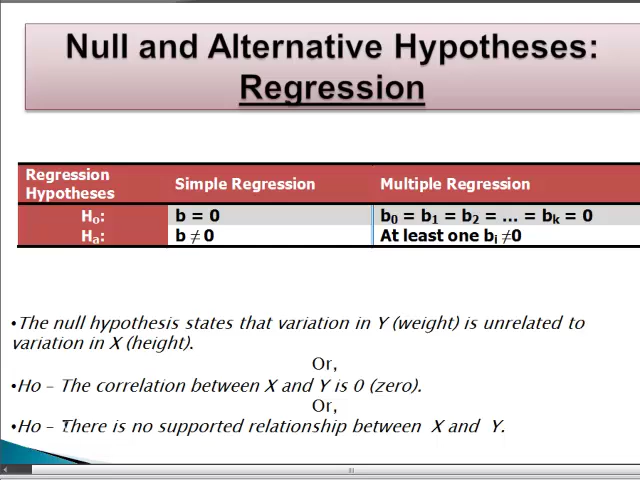 Null and Alternative Hypotheses:
Regression
Regression Hypotheses Simple Regression Multiple Regression
H₀: b = 0 b₀ = b₁ = b₂ = ... = bₖ = 0
Hₐ: b ≠ 0 At least one bᵢ ≠0
•The null hypothesis states that variation in Y (weight) is unrelated to
variation in X (height).
Or,
•Ho – The correlation between X and Y is 0 (zero).
Or,
•Ho – There is no supported relationship between X and Y.